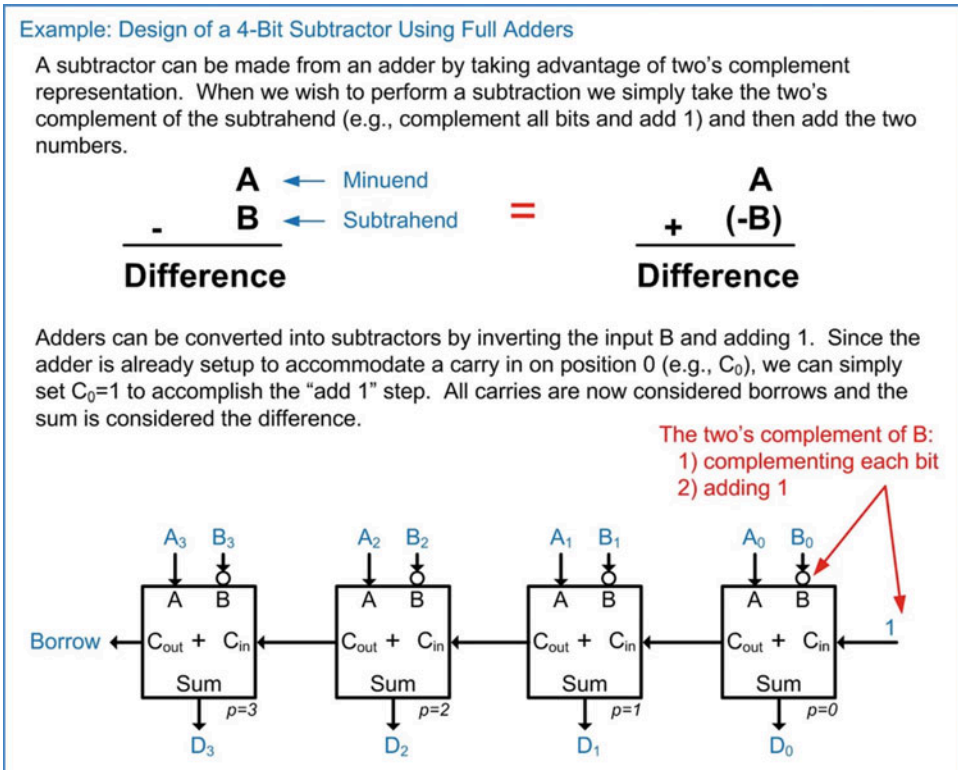 Example: Design of a 4-Bit Subtractor Using Full Adders
A subtractor can be made from an adder by taking advantage of two's complement
representation. When we wish to perform a subtraction we simply take the two's
complement of the subtrahend (e.g., complement all bits and add 1) and then add the two
numbers.
A ← Minuend A
- B ← Subtrahend = + (-B)
Difference Difference
Adders can be converted into subtractors by inverting the input B and adding 1. Since the
adder is already setup to accommodate a carry in on position 0 (e.g., C₀), we can simply
set C₀=1 to accomplish the “add 1” step. All carries are now considered borrows and the
sum is considered the difference.
The two's complement of B:
1) complementing each bit
2) adding 1
A₃ B₃ A₂ B₂ A₁ B₁ A₀ B₀
A B A B A B A B
1
Borrow Cout + Cin Cout + Cin Cout + Cin Cout + Cin
Sum Sum Sum Sum
p=3 p=2 p=1 p=0
D₃ D₂ D₁ D₀